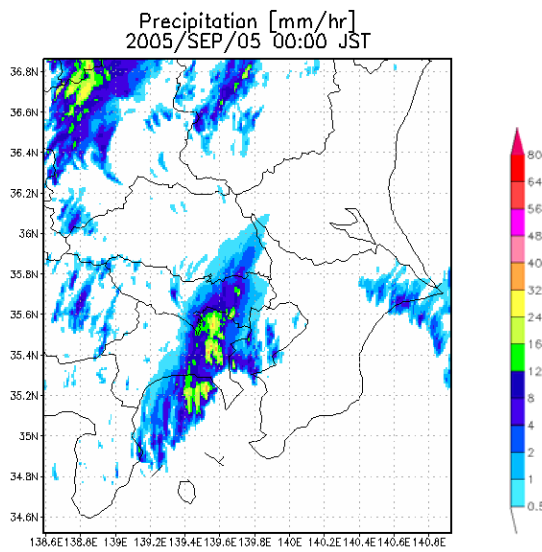 Precipitation [mm/hr]
2005/SEP/05 00:00 JST
36.8N
36.6N
36.4N
36.2N
36N
35.8N
35.6N
35.4N
35.2N
35N
34.8N
34.6N
138.6E 138.8E 139E 139.2E 139.4E 139.6E 139.8E 140E 140.2E 140.4E 140.6E 140.8E
80
64
56
48
40
32
24
16
12
8
4
2
1
0.5